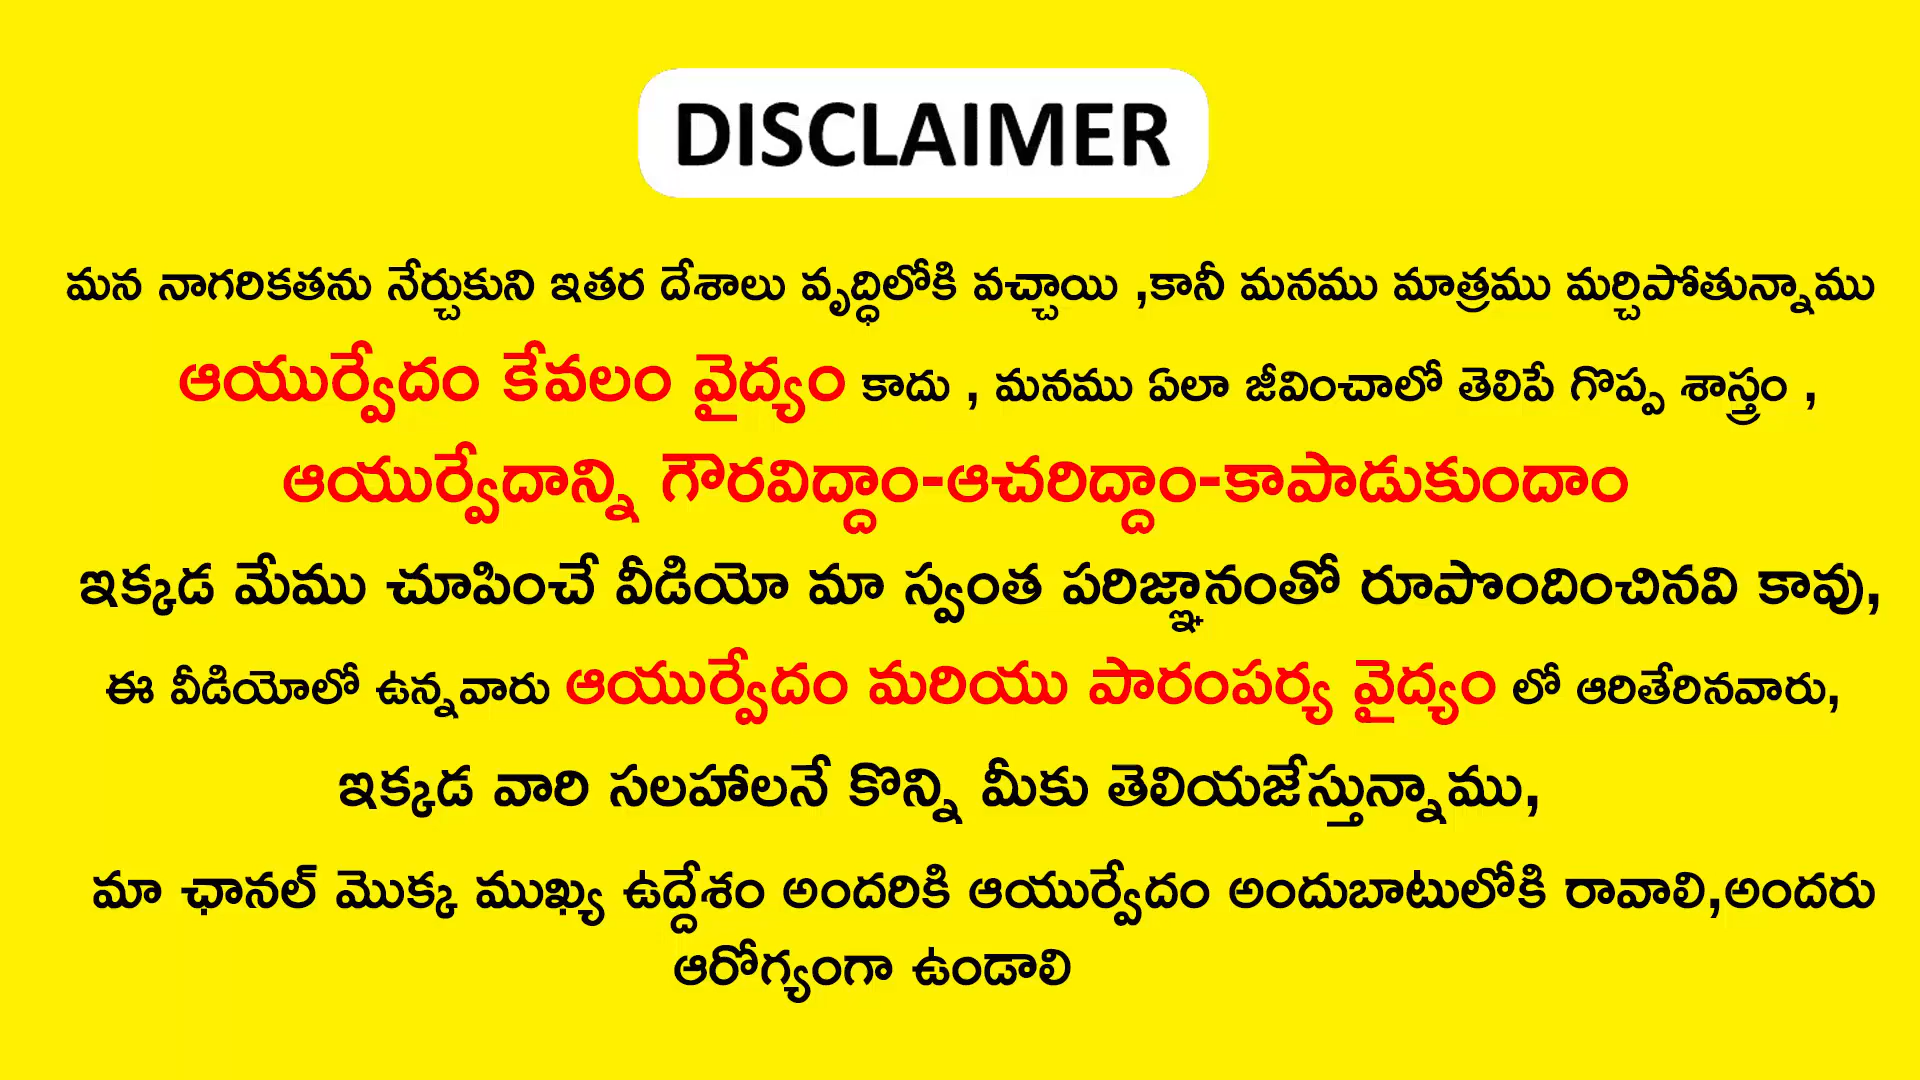 DISCLAIMER
మన నాగరికతను నేర్చుకుని ఇతర దేశాలు వృద్ధిలోకి వచ్చాయి ,కానీ మనము మాత్రము మర్చిపోతున్నాము
ఆయుర్వేదం కేవలం వైద్యం కాదు , మనము ఏలా జీవించాలో తెలిపే గొప్ప శాస్త్రం ,
ఆయుర్వేదాన్ని గౌరవిద్దాం-ఆచరిద్దాం-కాపాడుకుందాం
ఇక్కడ మేము చూపించే వీడియో మా స్వంత పరిజ్ఞానంతో రూపొందించినవి కావు,
ఈ వీడియోలో ఉన్నవారు ఆయుర్వేదం మరియు పారంపర్య వైద్యం లో ఆరితేరినవారు,
ఇక్కడ వారి సలహాలనే కొన్ని మీకు తెలియజేస్తున్నాము,
మా ఛానల్ మొక్క ముఖ్య ఉద్దేశం అందరికి ఆయుర్వేదం అందుబాటులోకి రావాలి,అందరు
ఆరోగ్యంగా ఉండాలి